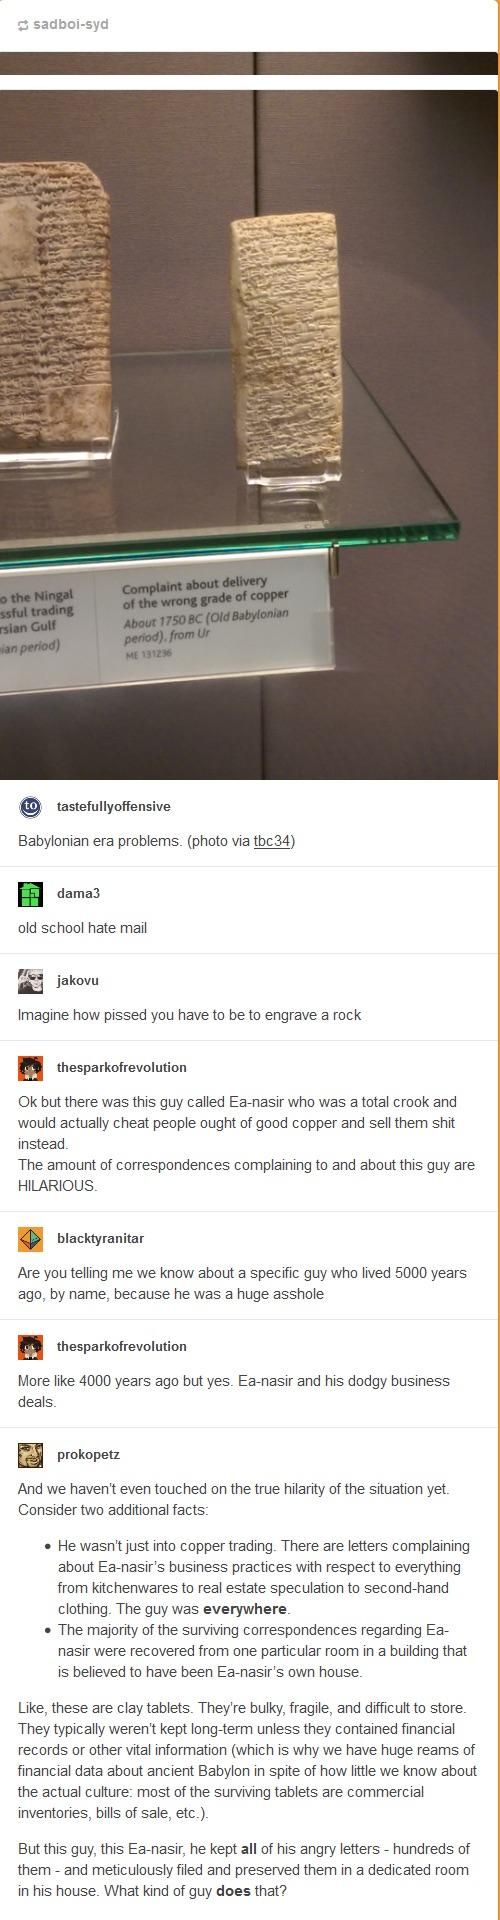 sadboi-syd
o the Ningal
ssful trading
rsian Gulf
ian period)
Complaint about delivery
of the wrong grade of copper
About 1750 BC (Old Babylonian
period), from Ur
ME 131236
to
tastefullyoffensive
Babylonian era problems. (photo via tbc34)
dama3
old school hate mail
jakovu
Imagine how pissed you have to be to engrave a rock
thesparkofrevolution
Ok but there was this guy called Ea-nasir who was a total crook and
would actually cheat people ought of good copper and sell them shit
instead.
The amount of correspondences complaining to and about this guy are
HILARIOUS.
blacktyranitar
Are you telling me we know about a specific guy who lived 5000 years
ago, by name, because he was a huge asshole
thesparkofrevolution
More like 4000 years ago but yes. Ea-nasir and his dodgy business
deals.
prokopetz
And we haven't even touched on the true hilarity of the situation yet.
Consider two additional facts:
• He wasn't just into copper trading. There are letters complaining
about Ea-nasir's business practices with respect to everything
from kitchenwares to real estate speculation to second-hand
clothing. The guy was everywhere.
• The majority of the surviving correspondences regarding Ea-
nasir were recovered from one particular room in a building that
is believed to have been Ea-nasir's own house.
Like, these are clay tablets. They're bulky, fragile, and difficult to store.
They typically weren't kept long-term unless they contained financial
records or other vital information (which is why we have huge reams of
financial data about ancient Babylon in spite of how little we know about
the actual culture: most of the surviving tablets are commercial
inventories, bills of sale, etc.).
But this guy, this Ea-nasir, he kept all of his angry letters - hundreds of
them - and meticulously filed and preserved them in a dedicated room
in his house. What kind of guy does that?